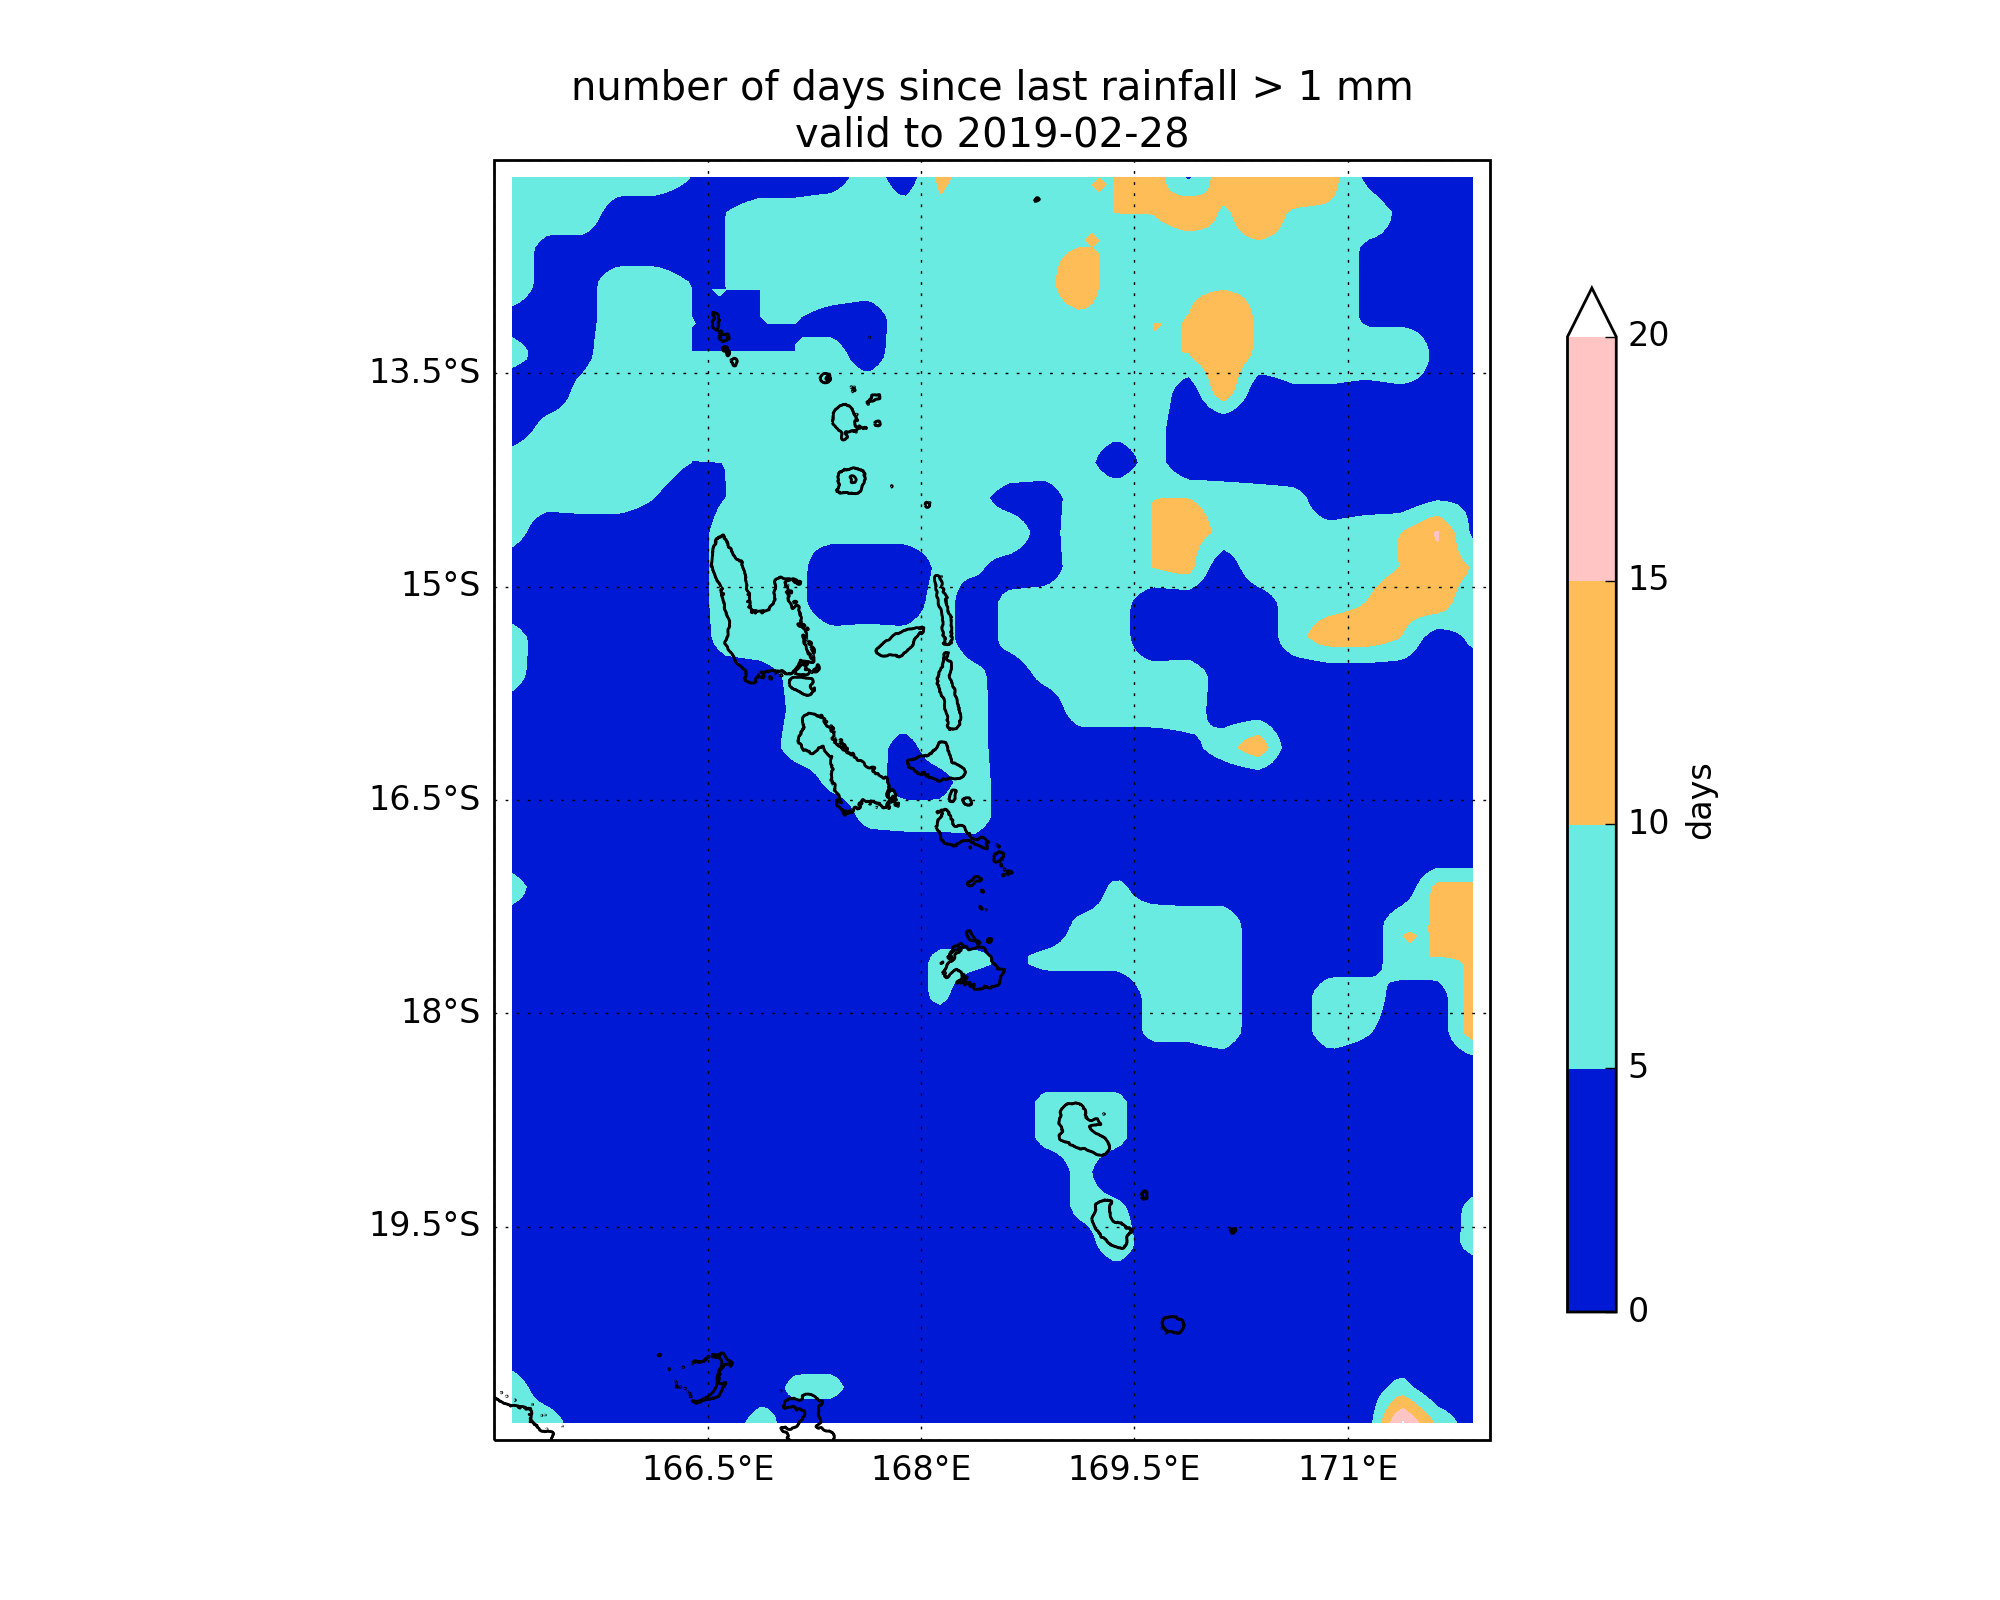 number of days since last rainfall > 1 mm
valid to 2019-02-28
13.5°S
15°S
16.5°S
18°S
19.5°S
166.5°E
168°E
169.5°E
171°E
20
15
10
5
0
days